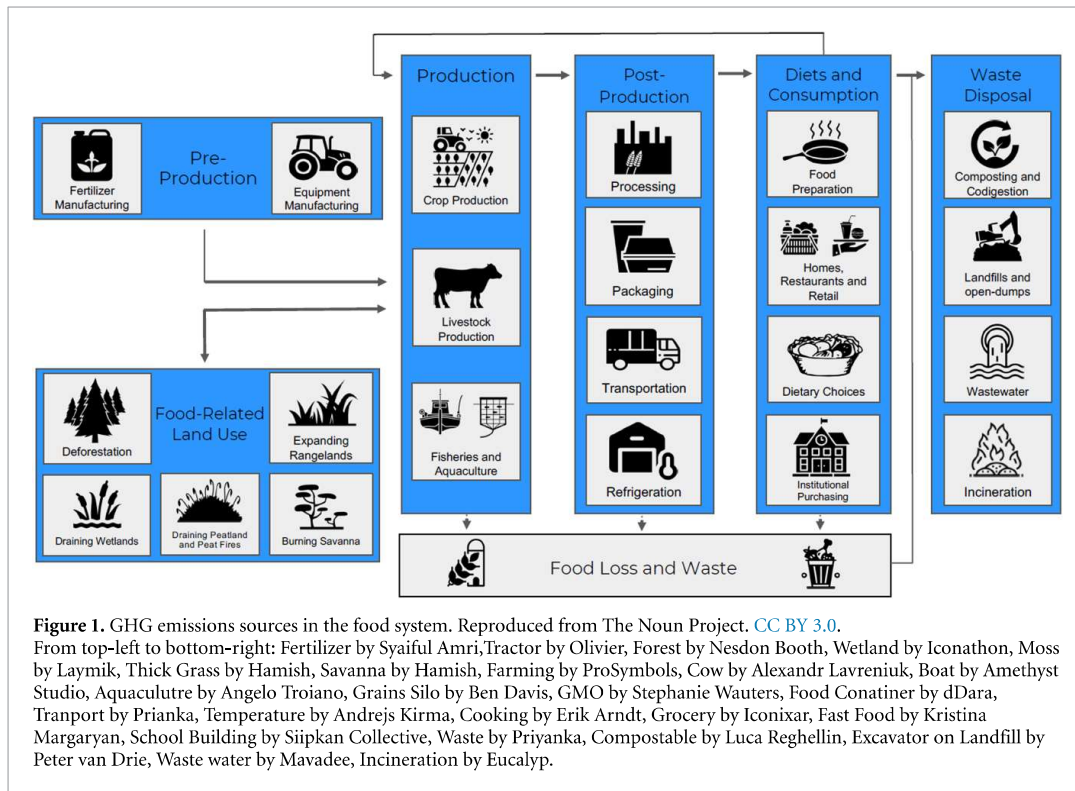 Pre-
Production
Fertilizer
Manufacturing
Equipment
Manufacturing
Food-Related
Land Use
Deforestation
Expanding
Rangelands
Draining Wetlands
Draining Peatland
and Peat Fires
Burning Savanna
Production
Crop Production
Livestock
Production
Fisheries and
Aquaculture
Post-
Production
Processing
Packaging
Transportation
Refrigeration
Diets and
Consumption
Food
Preparation
Homes,
Restaurants and
Retail
Dietary Choices
Institutional
Purchasing
Waste
Disposal
Composting and
Codigestion
Landfills and
open-dumps
Wastewater
Incineration
Food Loss and Waste
Figure 1. GHG emissions sources in the food system. Reproduced from The Noun Project. CC BY 3.0.
From top-left to bottom-right: Fertilizer by Syaiful Amri,Tractor by Olivier, Forest by Nesdon Booth, Wetland by Iconathon, Moss
by Laymik, Thick Grass by Hamish, Savanna by Hamish, Farming by ProSymbols, Cow by Alexandr Lavreniuk, Boat by Amethyst
Studio, Aquaculutre by Angelo Troiano, Grains Silo by Ben Davis, GMO by Stephanie Wauters, Food Conatiner by dDara,
Tranport by Prianka, Temperature by Andrejs Kirma, Cooking by Erik Arndt, Grocery by Iconixar, Fast Food by Kristina
Margaryan, School Building by Siipkan Collective, Waste by Priyanka, Compostable by Luca Reghellin, Excavator on Landfill by
Peter van Drie, Waste water by Mavadee, Incineration by Eucalyp.